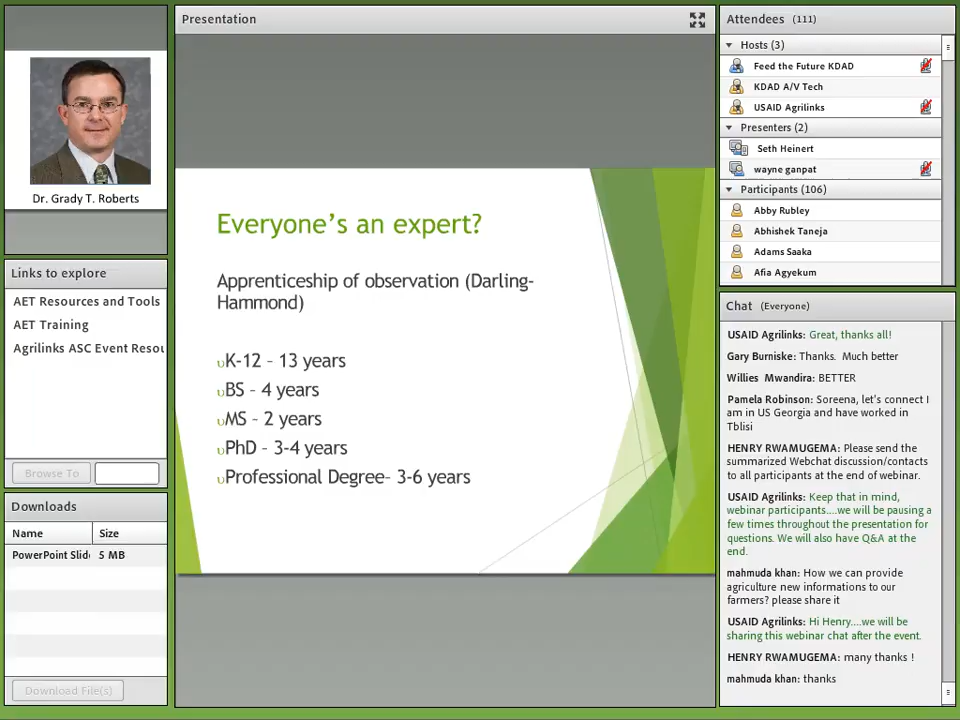 Dr. Grady T. Roberts
Links to explore
AET Resources and Tools
AET Training
Agrilinks ASC Event Resou
Browse To
Downloads
Name Size
PowerPoint Slid 5 MB
Download File(s)
Presentation
Everyone's an expert?
Apprenticeship of observation (Darling-
Hammond)
υK-12 – 13 years
υBS – 4 years
υMS – 2 years
υPhD – 3-4 years
υProfessional Degree– 3-6 years
Attendees (111)
Hosts (3)
Feed the Future KDAD
KDAD A/V Tech
USAID Agrilinks
Presenters (2)
Seth Heinert
wayne ganpat
Participants (106)
Abby Rubley
Abhishek Taneja
Adams Saaka
Afia Agyekum
Chat (Everyone)
USAID Agrilinks: Great, thanks all!
Gary Burniske: Thanks. Much better
Willies Mwandira: BETTER
Pamela Robinson: Soreena, let's connect I
am in US Georgia and have worked in
Tblisi
HENRY RWAMUGEMA: Please send the
summarized Webchat discussion/contacts
to all participants at the end of webinar.
USAID Agrilinks: Keep that in mind,
webinar participants....we will be pausing a
few times throughout the presentation for
questions. We will also have Q&A at the
end.
mahmuda khan: How we can provide
agriculture new informations to our
farmers? please share it
USAID Agrilinks: Hi Henry....we will be
sharing this webinar chat after the event.
HENRY RWAMUGEMA: many thanks !
mahmuda khan: thanks